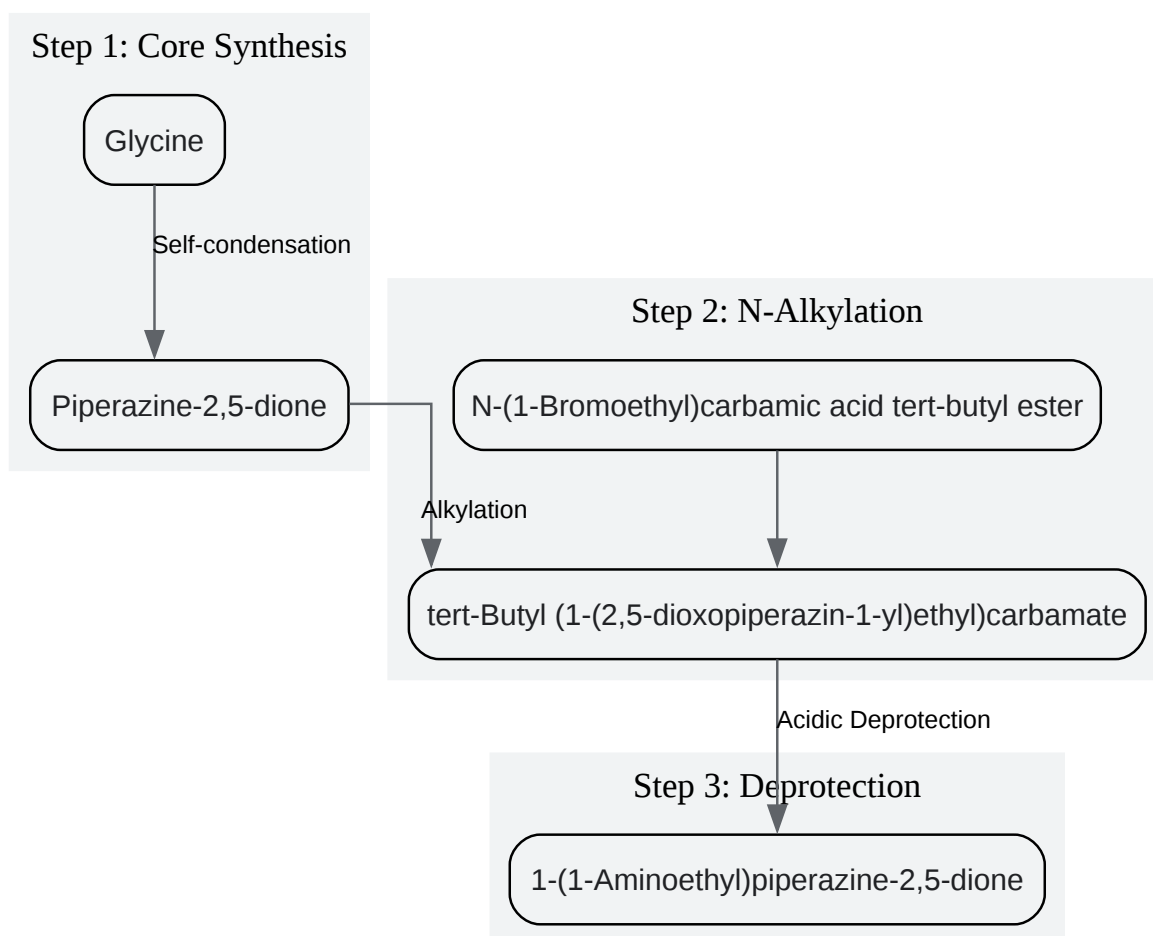 Step 1: Core Synthesis
Glycine
Self-condensation
Piperazine-2,5-dione
Step 2: N-Alkylation
N-(1-Bromoethyl)carbamic acid tert-butyl ester
Alkylation
tert-Butyl (1-(2,5-dioxopiperazin-1-yl)ethyl)carbamate
Acidic Deprotection
Step 3: Deprotection
1-(1-Aminoethyl)piperazine-2,5-dione